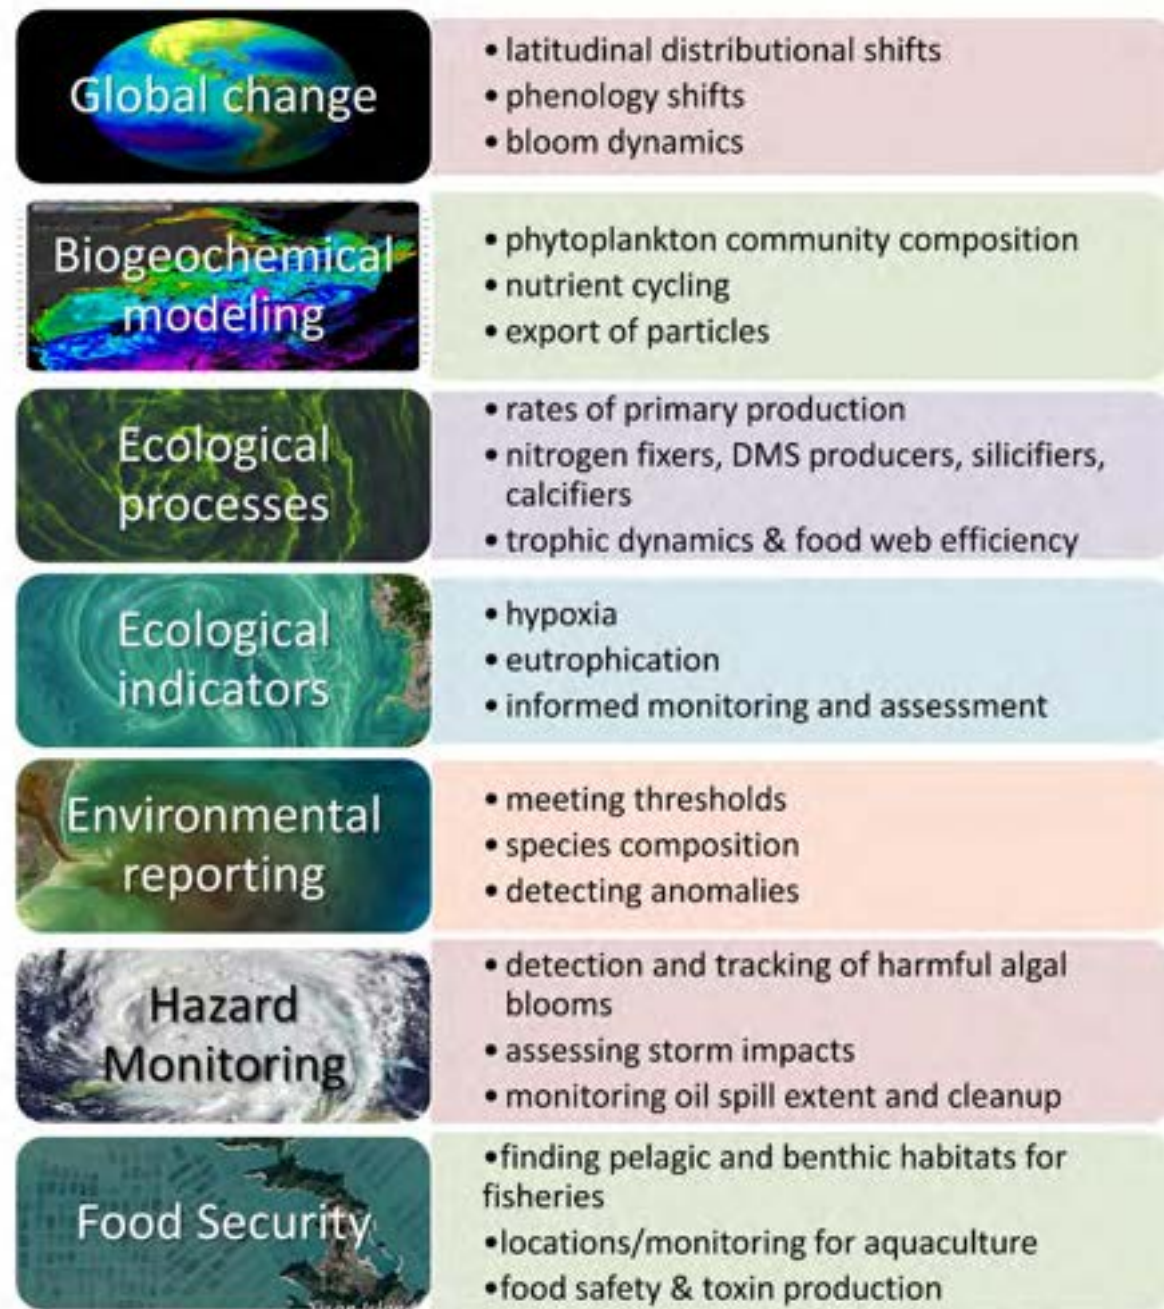 Global change
• latitudinal distributional shifts
• phenology shifts
• bloom dynamics
Biogeochemical
modeling
• phytoplankton community composition
• nutrient cycling
• export of particles
Ecological
processes
• rates of primary production
• nitrogen fixers, DMS producers, silicifiers,
calcifiers
• trophic dynamics & food web efficiency
Ecological
indicators
• hypoxia
• eutrophication
• informed monitoring and assessment
Environmental
reporting
• meeting thresholds
• species composition
• detecting anomalies
Hazard
Monitoring
• detection and tracking of harmful algal
blooms
• assessing storm impacts
• monitoring oil spill extent and cleanup
Food Security
•finding pelagic and benthic habitats for
fisheries
•locations/monitoring for aquaculture
•food safety & toxin production